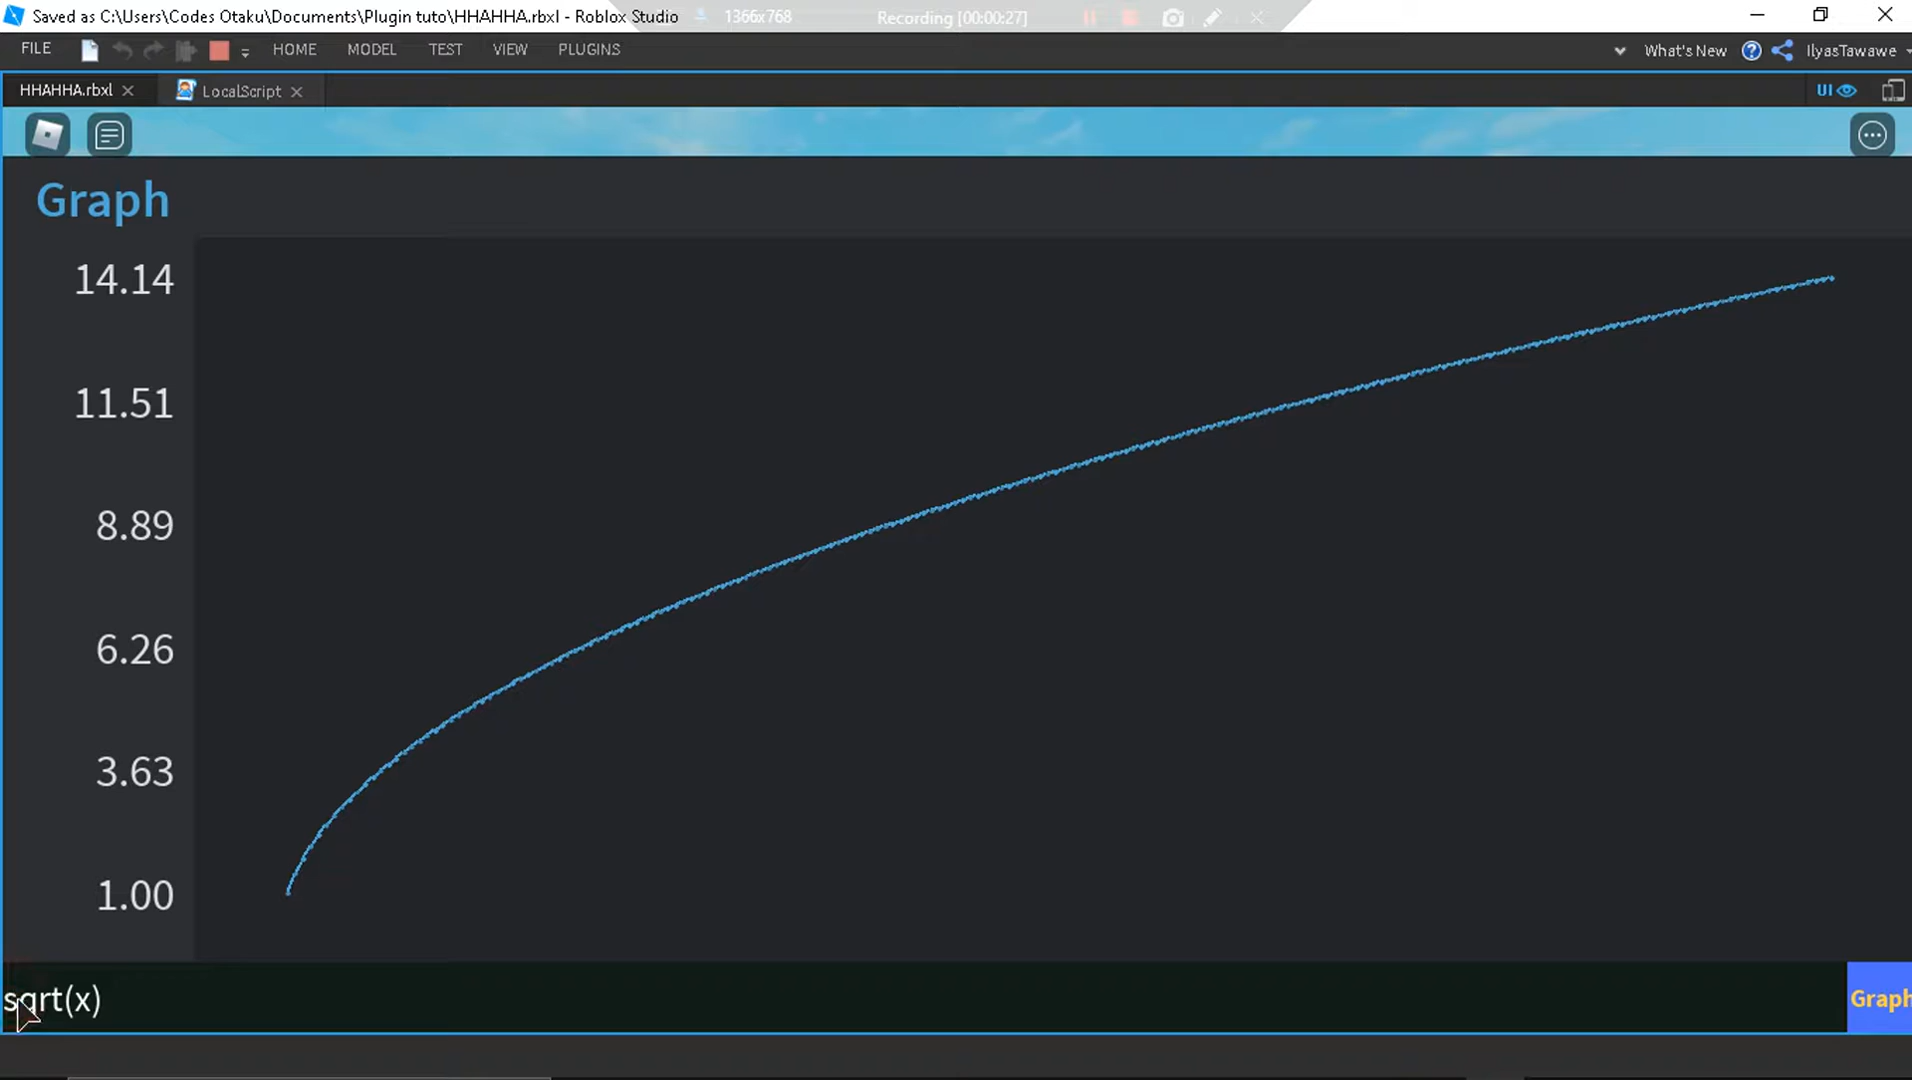 Saved as C:\Users\Codes Otaku\Documents\Plugin tuto\HHAHHA.rbxl - Roblox Studio
1366x768
Recording [00:00:27]
FILE
HOME
MODEL
TEST
VIEW
PLUGINS
What's New
IlyasTawawe
HHAHHA.rbxl
LocalScript
UI
Graph
14.14
11.51
8.89
6.26
3.63
1.00
sqrt(x)
Graph